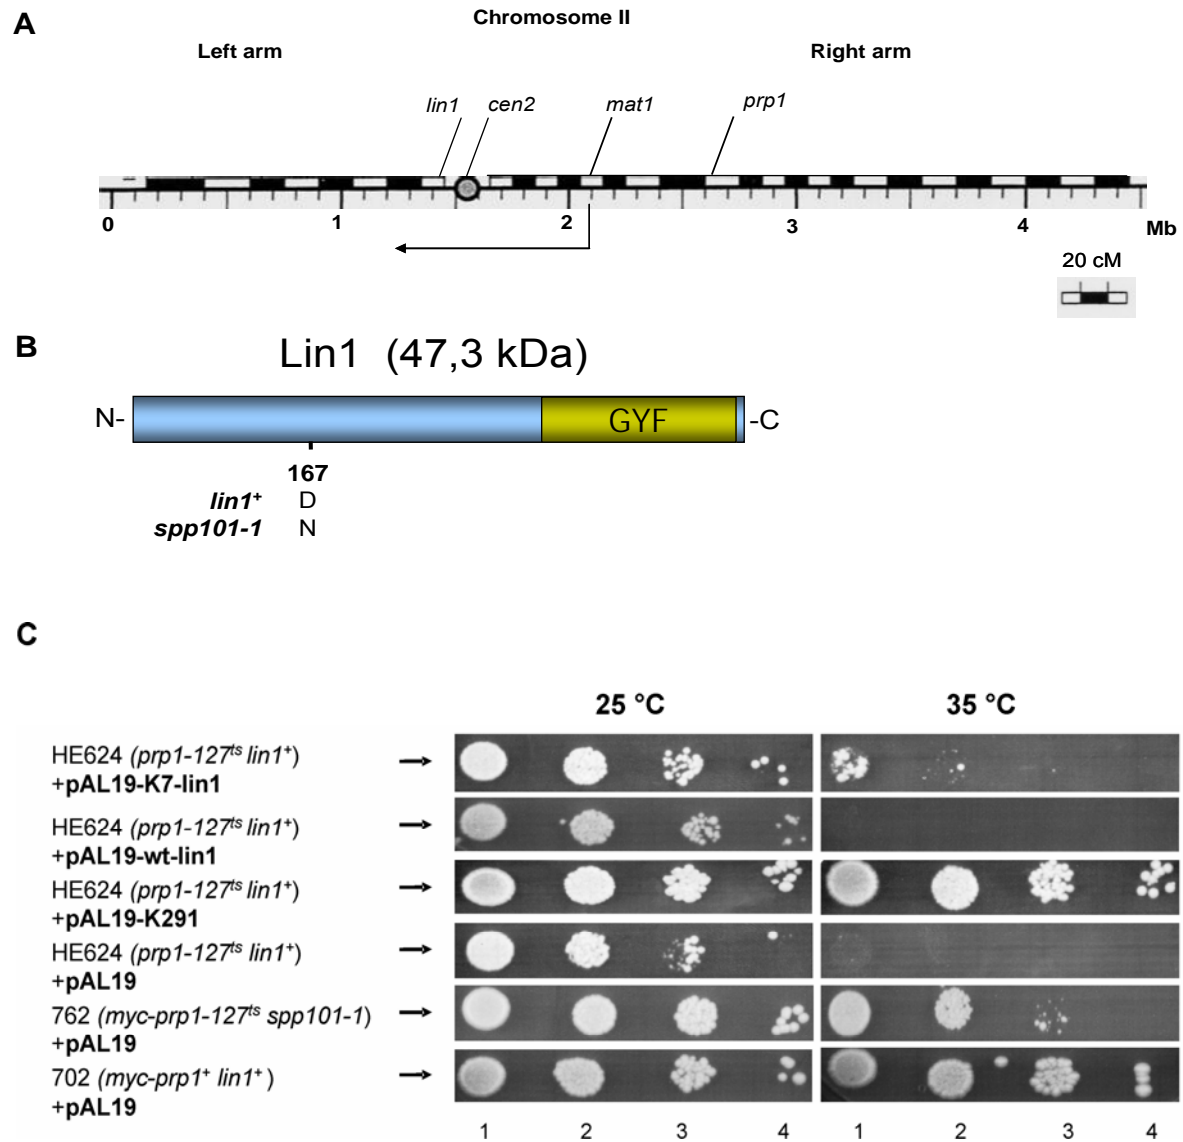 A
Chromosome II
Left arm
Right arm
lin1
cen2
mat1
prp1
0
1
2
3
4
Mb
20 cM
B
Lin1 (47,3 kDa)
N-
GYF
-C
167
lin1+ D
spp101-1 N
C
25 °C
35 °C
HE624 (prp1-127ts lin1+)
+pAL19-K7-lin1
HE624 (prp1-127ts lin1+)
+pAL19-wt-lin1
HE624 (prp1-127ts lin1+)
+pAL19-K291
HE624 (prp1-127ts lin1+)
+pAL19
762 (myc-prp1-127ts spp101-1)
+pAL19
702 (myc-prp1+ lin1+ )
+pAL19
1 2 3 4 1 2 3 4